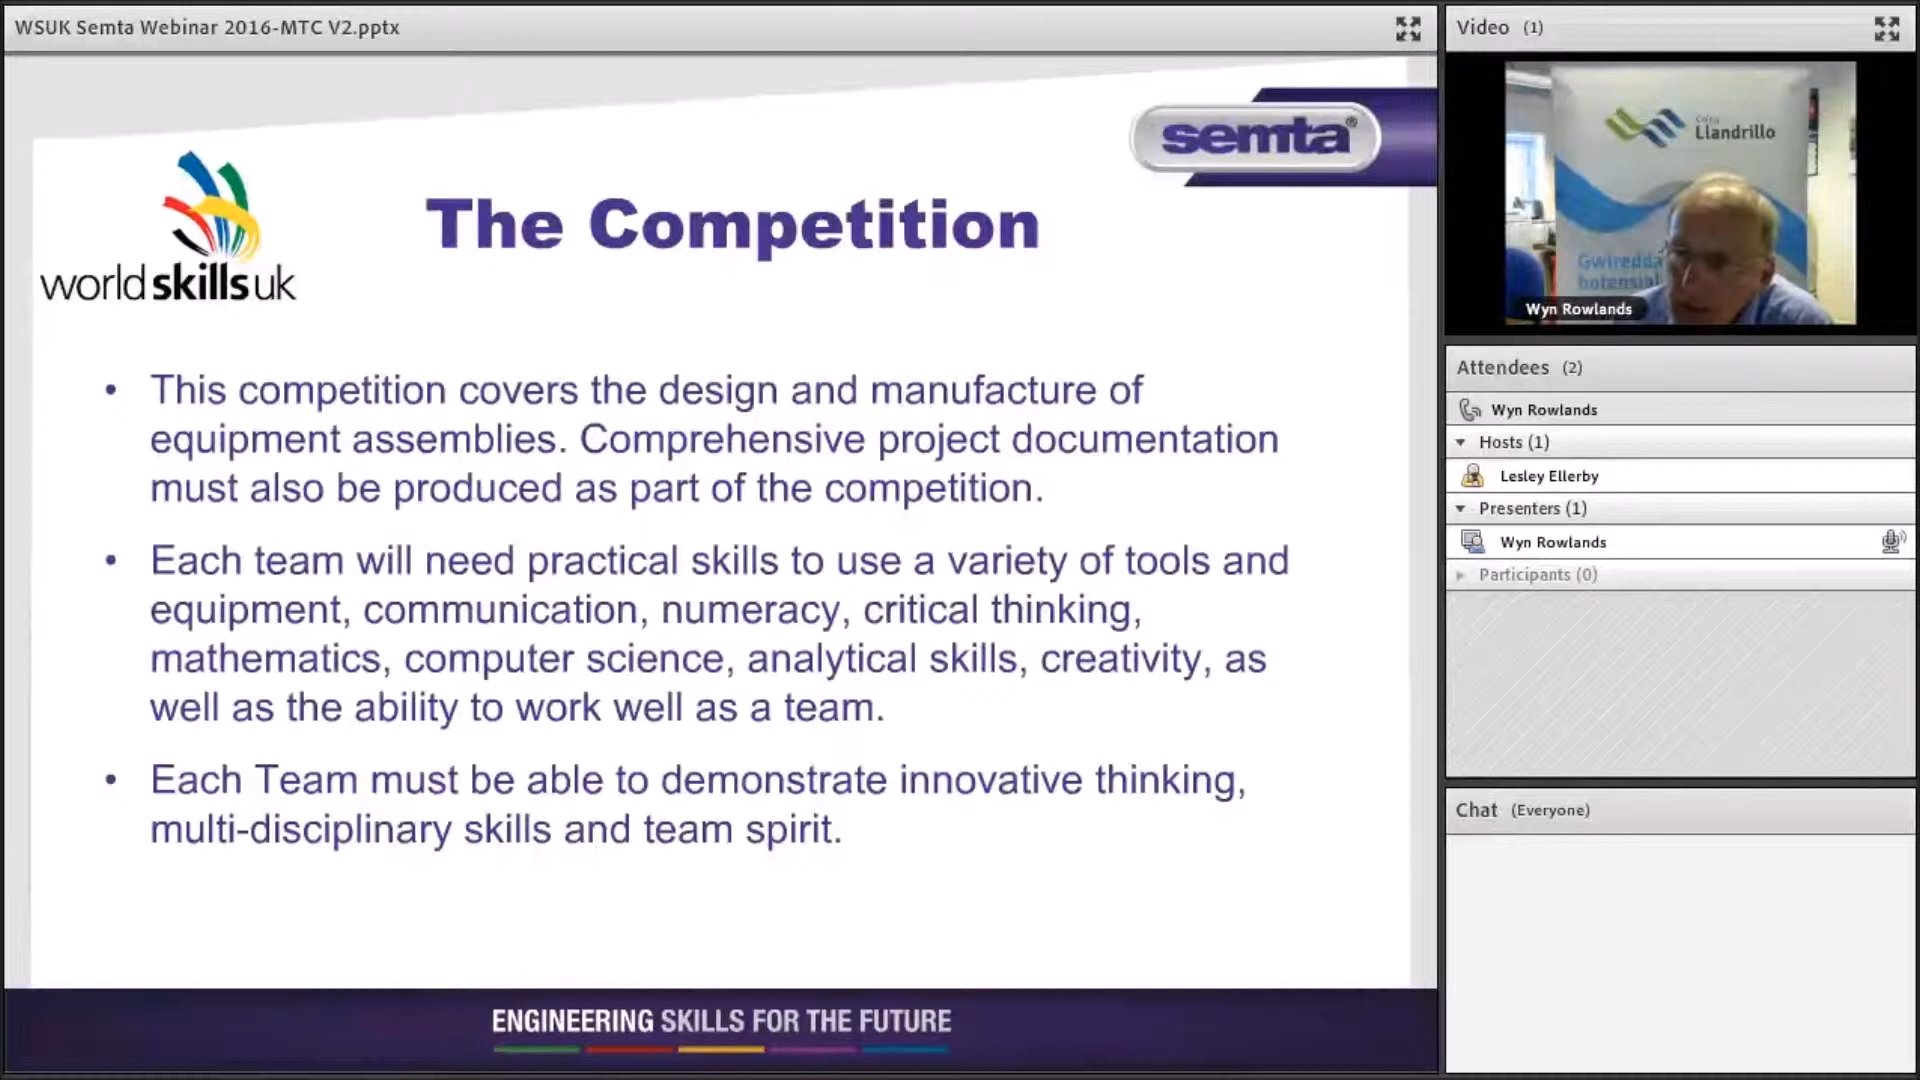 WSUK Semta Webinar 2016-MTC V2.pptx
semta®
worldskillsuk
The Competition
• This competition covers the design and manufacture of
equipment assemblies. Comprehensive project documentation
must also be produced as part of the competition.
• Each team will need practical skills to use a variety of tools and
equipment, communication, numeracy, critical thinking,
mathematics, computer science, analytical skills, creativity, as
well as the ability to work well as a team.
• Each Team must be able to demonstrate innovative thinking,
multi-disciplinary skills and team spirit.
ENGINEERING SKILLS FOR THE FUTURE
Video (1)
Coleg
Llandrillo
Gwiredda
botensial
Wyn Rowlands
Attendees (2)
Wyn Rowlands
Hosts (1)
Lesley Ellerby
Presenters (1)
Wyn Rowlands
Participants (0)
Chat (Everyone)